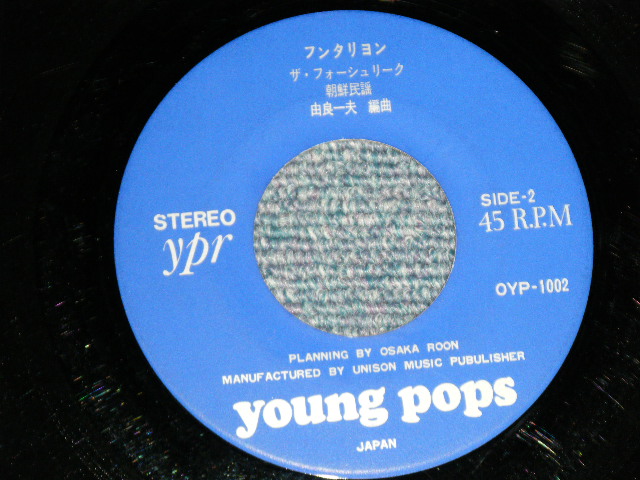 フンタリヨン
ザ・フォーシュリーク
朝鮮民謡
由良一夫 編曲
STEREO
ypr
SIDE-2
45 R.P.M
OYP-1002
PLANNING BY OSAKA ROON
MANUFACTURED BY UNISON MUSIC PUBULISHER
young pops
JAPAN